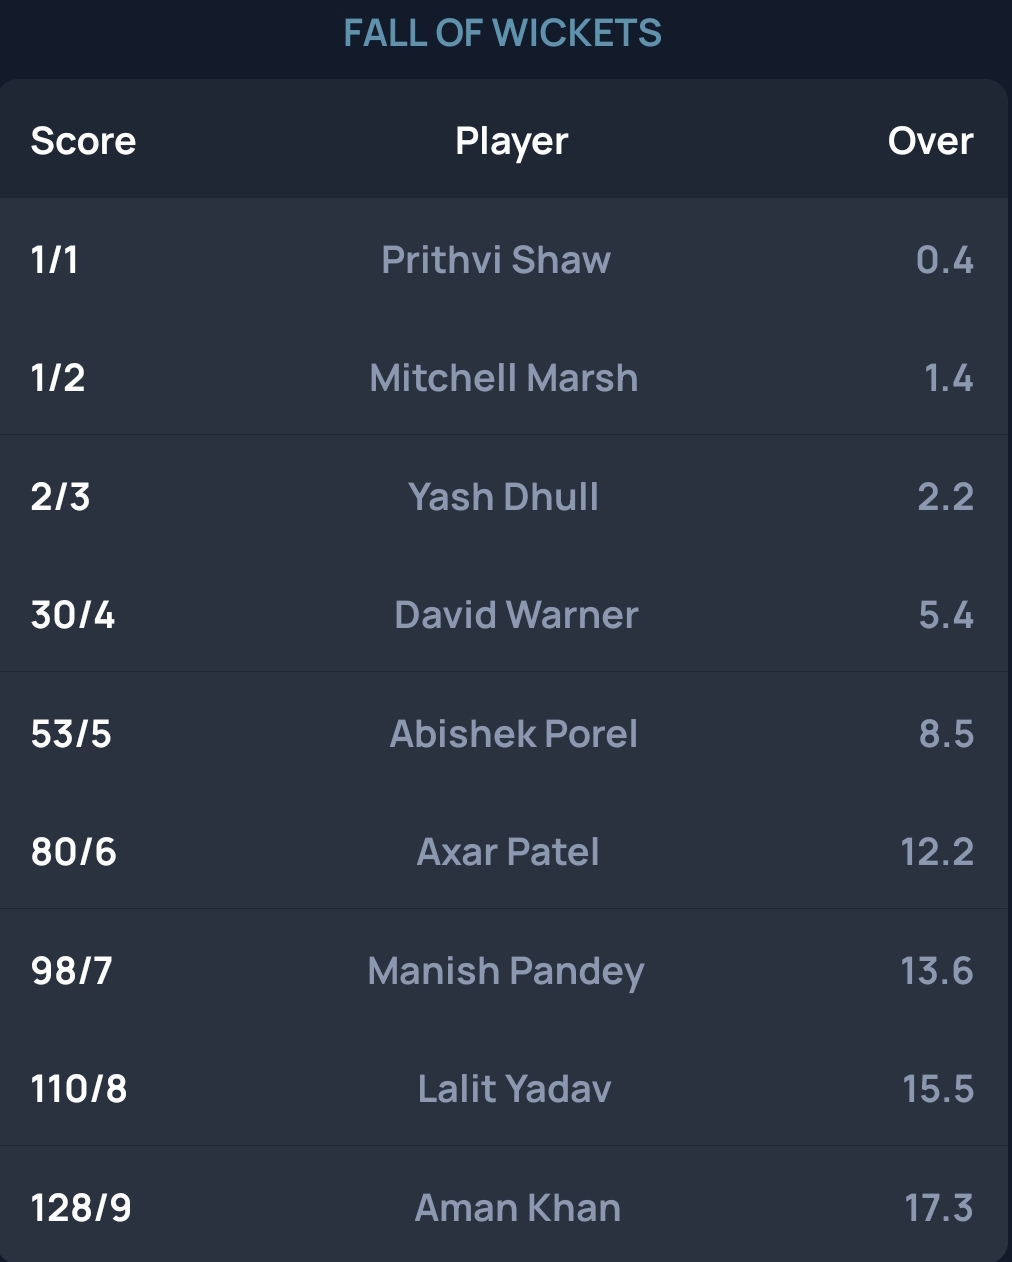 FALL OF WICKETS
Score Player Over
1/1 Prithvi Shaw 0.4
1/2 Mitchell Marsh 1.4
2/3 Yash Dhull 2.2
30/4 David Warner 5.4
53/5 Abishek Porel 8.5
80/6 Axar Patel 12.2
98/7 Manish Pandey 13.6
110/8 Lalit Yadav 15.5
128/9 Aman Khan 17.3